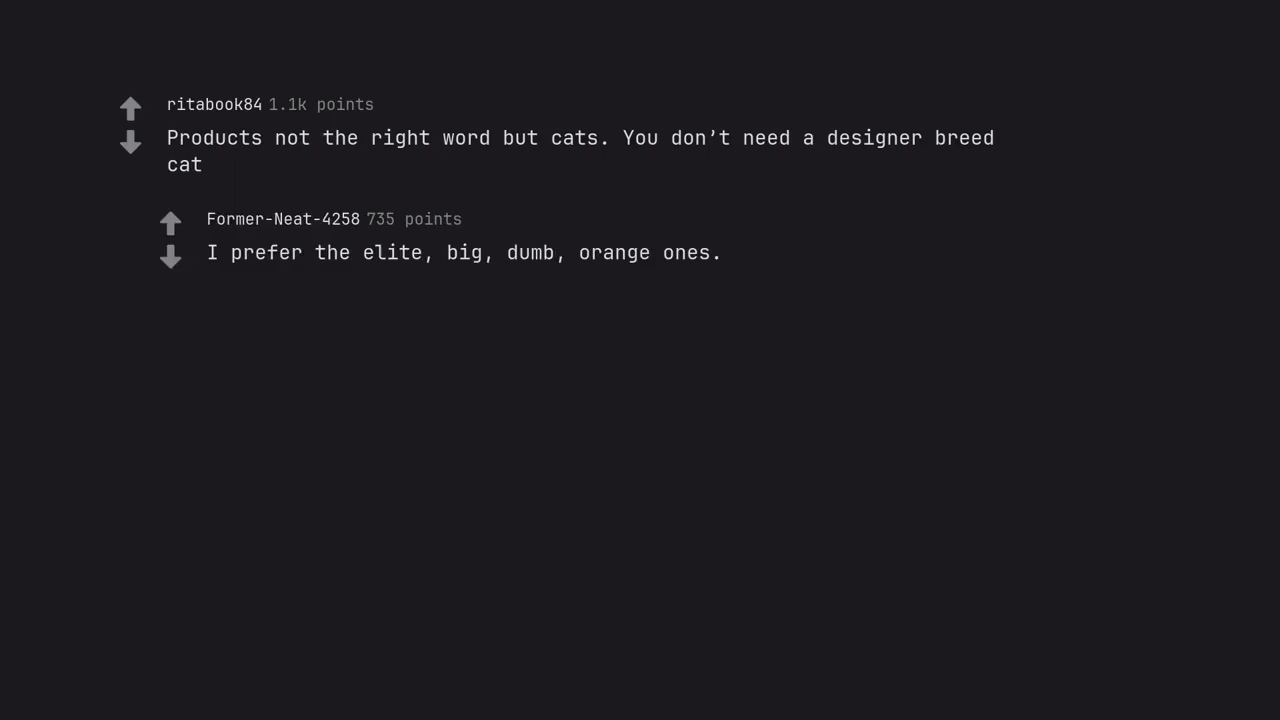 ritabook84 1.1k points
Products not the right word but cats. You don’t need a designer breed
cat
Former-Neat-4258 735 points
I prefer the elite, big, dumb, orange ones.